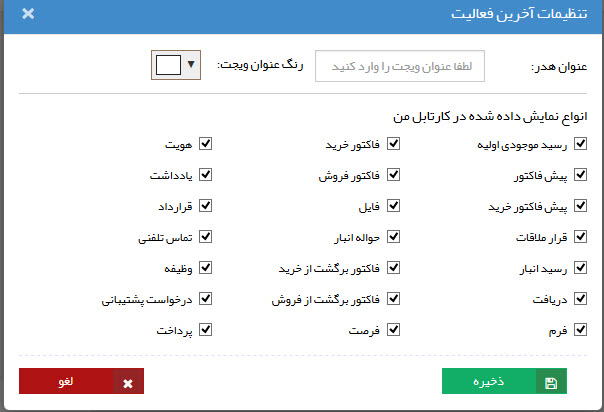 تنظیمات آخرین فعالیت
عنوان هدر: لطفا عنوان ویجت را وارد کنید رنگ عنوان ویجت:
انواع نمایش داده شده در کارتابل من
رسید موجودی اولیه فاکتور خرید هویت
پیش فاکتور فاکتور فروش یادداشت
پیش فاکتور خرید فایل قرارداد
قرار ملاقات حواله انبار تماس تلفنی
رسید انبار فاکتور برگشت از خرید وظیفه
دریافت فاکتور برگشت از فروش درخواست پشتیبانی
فرم فرصت پرداخت
ذخیره لغو